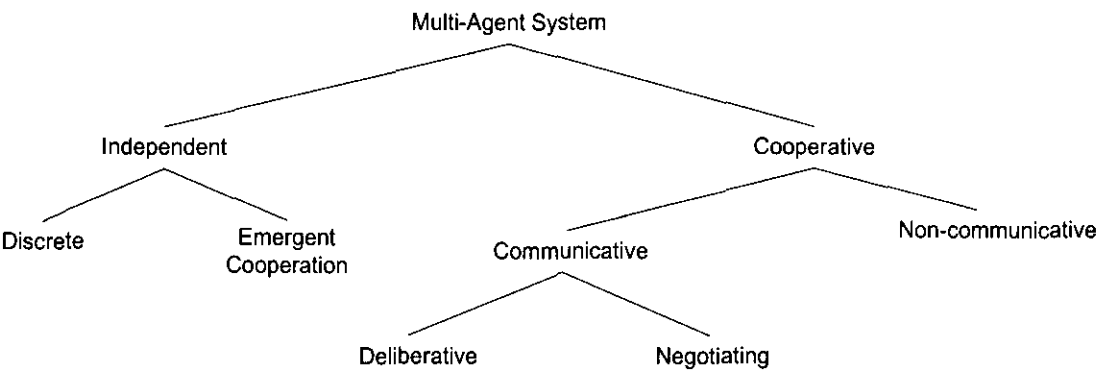 Multi-Agent System
Independent
Cooperative
Discrete
Emergent
Cooperation
Communicative
Non-communicative
Deliberative
Negotiating